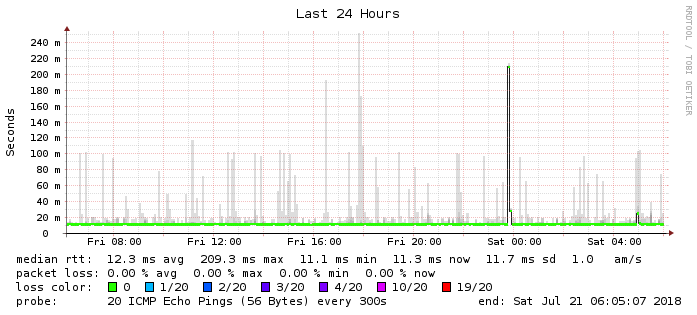 Last 24 Hours
RRDTOOL / TOBI OETIKER
Seconds
240 m
220 m
200 m
180 m
160 m
140 m
120 m
100 m
80 m
60 m
40 m
20 m
0
Fri 08:00 Fri 12:00 Fri 16:00 Fri 20:00 Sat 00:00 Sat 04:00
median rtt: 12.3 ms avg 209.3 ms max 11.1 ms min 11.3 ms now 11.7 ms sd 1.0 am/s
packet loss: 0.00 % avg 0.00 % max 0.00 % min 0.00 % now
loss color: 0 1/20 2/20 3/20 4/20 10/20 19/20
probe: 20 ICMP Echo Pings (56 Bytes) every 300s end: Sat Jul 21 06:05:07 2018